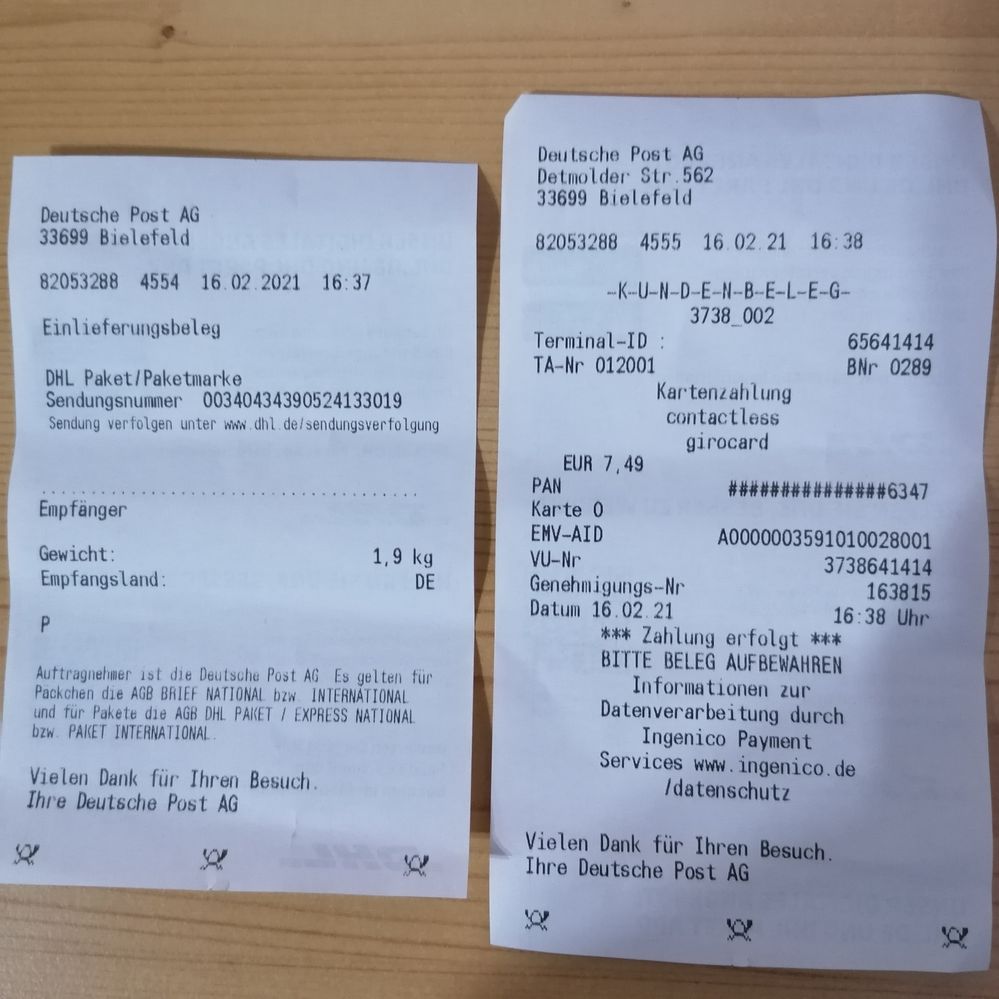 Deutsche Post AG
33699 Bielefeld
82053288 4554 16.02.2021 16:37
Einlieferungsbeleg
DHL Paket/Paketmarke
Sendungsnummer 00340434390524133019
Sendung verfolgen unter www.dhl.de/sendungsverfolgung
........................................
Empfänger
Gewicht: 1,9 kg
Empfangsland: DE
P
Auftragnehmer ist die Deutsche Post AG. Es gelten für
Päckchen die AGB BRIEF NATIONAL bzw. INTERNATIONAL
und für Pakete die AGB DHL PAKET / EXPRESS NATIONAL
bzw. PAKET INTERNATIONAL.
Vielen Dank für Ihren Besuch.
Ihre Deutsche Post AG
Deutsche Post AG
Detmolder Str.562
33699 Bielefeld
82053288 4555 16.02.21 16:38
-K-U-N-D-E-N-B-E-L-E-G-
3738_002
Terminal-ID : 65641414
TA-Nr 012001 BNr 0289
Kartenzahlung
contactless
girocard
EUR 7,49
PAN ###############6347
Karte 0
EMV-AID A0000003591010028001
VU-Nr 3738641414
Genehmigungs-Nr 163815
Datum 16.02.21 16:38 Uhr
*** Zahlung erfolgt ***
BITTE BELEG AUFBEWAHREN
Informationen zur
Datenverarbeitung durch
Ingenico Payment
Services www.ingenico.de
/datenschutz
Vielen Dank für Ihren Besuch.
Ihre Deutsche Post AG